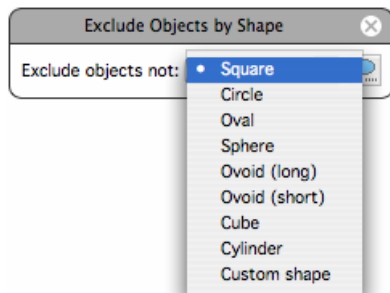 Exclude Objects by Shape
Exclude objects not: • Square
Circle
Oval
Sphere
Ovoid (long)
Ovoid (short)
Cube
Cylinder
Custom shape